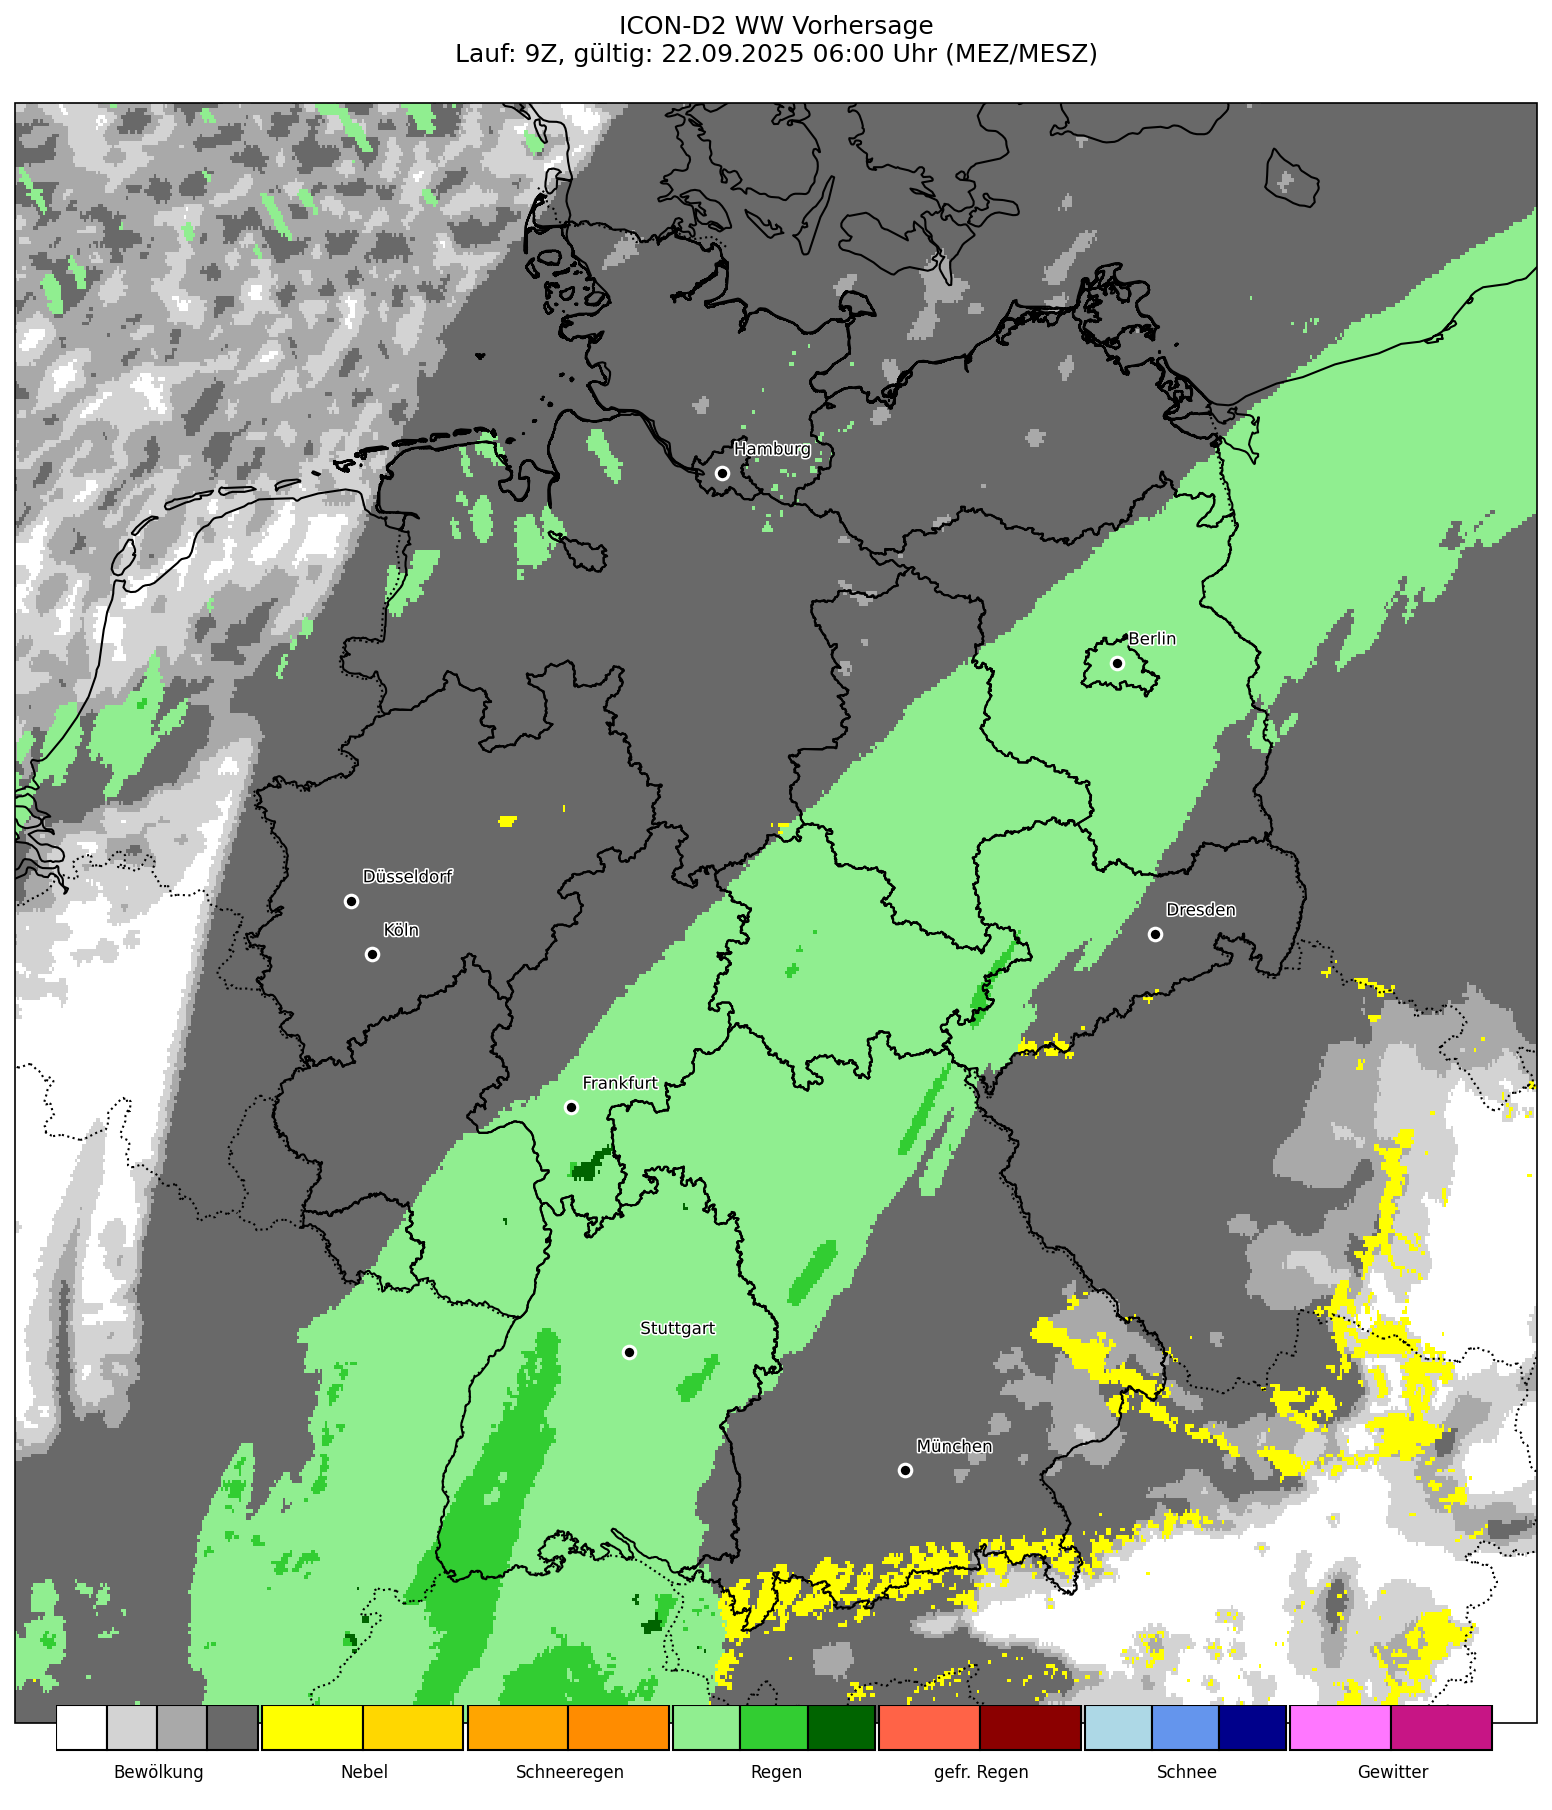 ICON-D2 WW Vorhersage
Lauf: 9Z, gültig: 22.09.2025 06:00 Uhr (MEZ/MESZ)
Hamburg
Berlin
Düsseldorf
Dresden
Köln
Frankfurt
Stuttgart
München
Bewölkung
Nebel
Schneeregen
Regen
gefr. Regen
Schnee
Gewitter